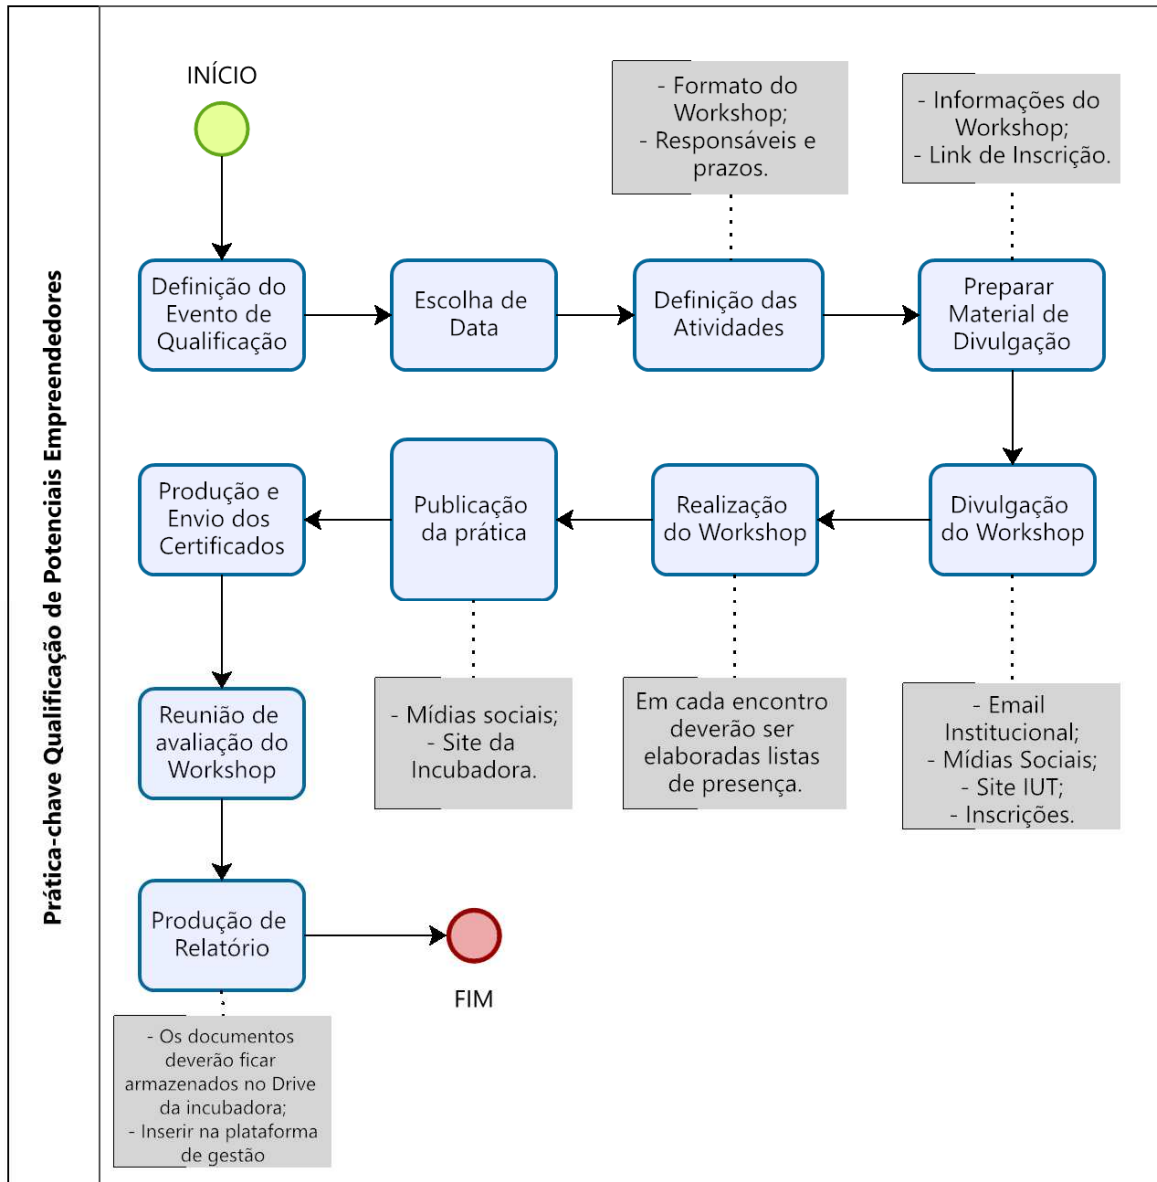 Prática-chave Qualificação de Potenciais Empreendedores
INÍCIO
- Formato do
Workshop;
- Responsáveis e
prazos.
- Informações do
Workshop;
- Link de Inscrição.
Definição do
Evento de
Qualificação
Escolha de
Data
Definição das
Atividades
Preparar
Material de
Divulgação
Divulgação
do Workshop
Realização
do Workshop
Publicação
da prática
Produção e
Envio dos
Certificados
- Email
Institucional;
- Mídias Sociais;
- Site IUT;
- Inscrições.
Em cada encontro
deverão ser
elaboradas listas
de presença.
- Mídias sociais;
- Site da
Incubadora.
Reunião de
avaliação do
Workshop
Produção de
Relatório
FIM
- Os documentos
deverão ficar
armazenados no Drive
da incubadora;
- Inserir na plataforma
de gestão